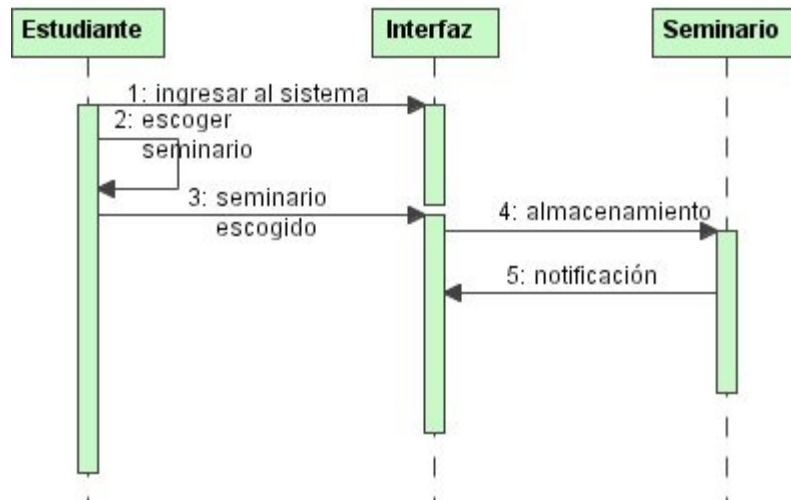 Estudiante
Interfaz
Seminario
1: ingresar al sistema
2: escoger
seminario
3: seminario
escogido
4: almacenamiento
5: notificación